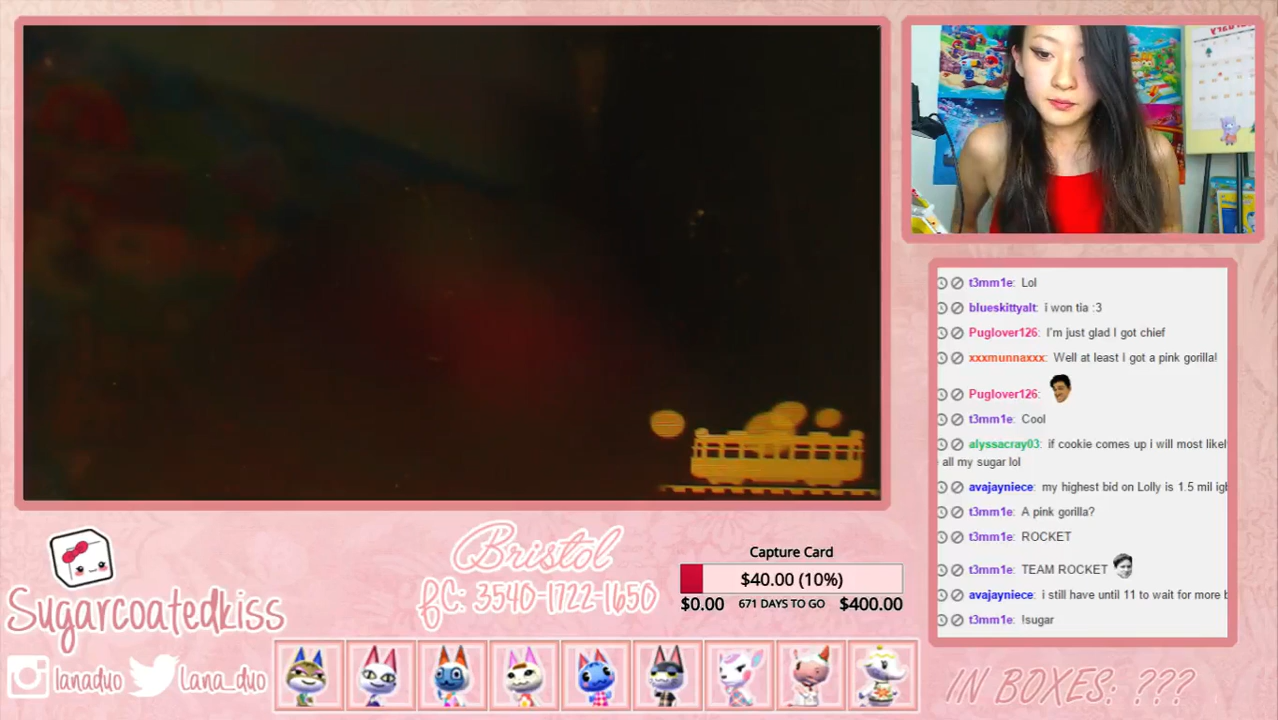 t3mm1e: Lol
blueskittyalt: i won tia :3
Puglover126: I'm just glad I got chief
xxxmunnaxxx: Well at least I got a pink gorilla!
Puglover126:
t3mm1e: Cool
alyssacray03: if cookie comes up i will most likel
all my sugar lol
avajayniece: my highest bid on Lolly is 1.5 mil igb
t3mm1e: A pink gorilla?
t3mm1e: ROCKET
t3mm1e: TEAM ROCKET
avajayniece: i still have until 11 to wait for more b
t3mm1e: !sugar
Bristol
fC: 3540-1722-1650
Capture Card
$40.00 (10%)
$0.00 671 DAYS TO GO $400.00
Sugarcoatedkiss
lanaduo Lana_duo
IN BOXES: ???